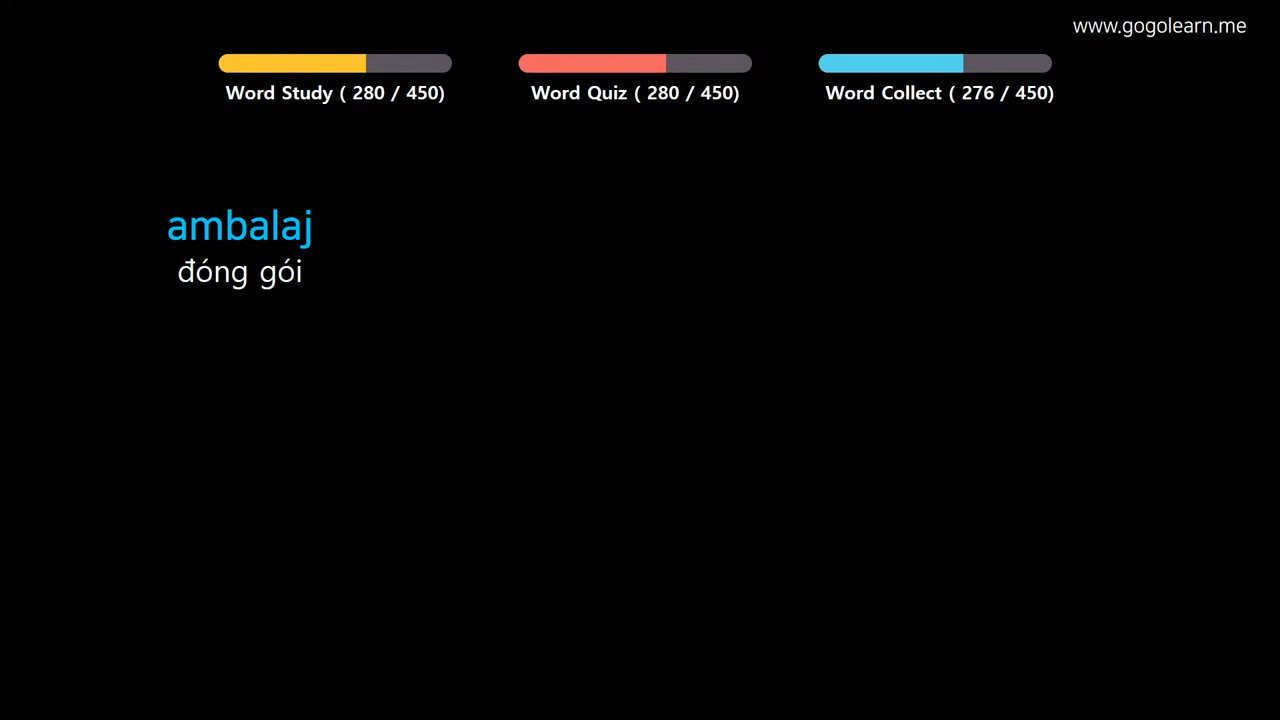 www.gogolearn.me
Word Study ( 280 / 450)
Word Quiz ( 280 / 450)
Word Collect ( 276 / 450)
ambalaj
đóng gói